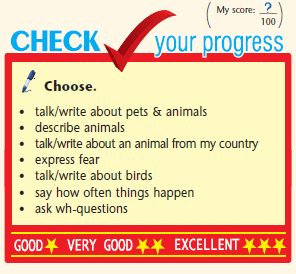 My score: ?
100
CHECK your progress
Choose.
• talk/write about pets & animals
• describe animals
• talk/write about an animal from my country
• express fear
• talk/write about birds
• say how often things happen
• ask wh-questions
GOOD ★ VERY GOOD ★★ EXCELLENT ★★★